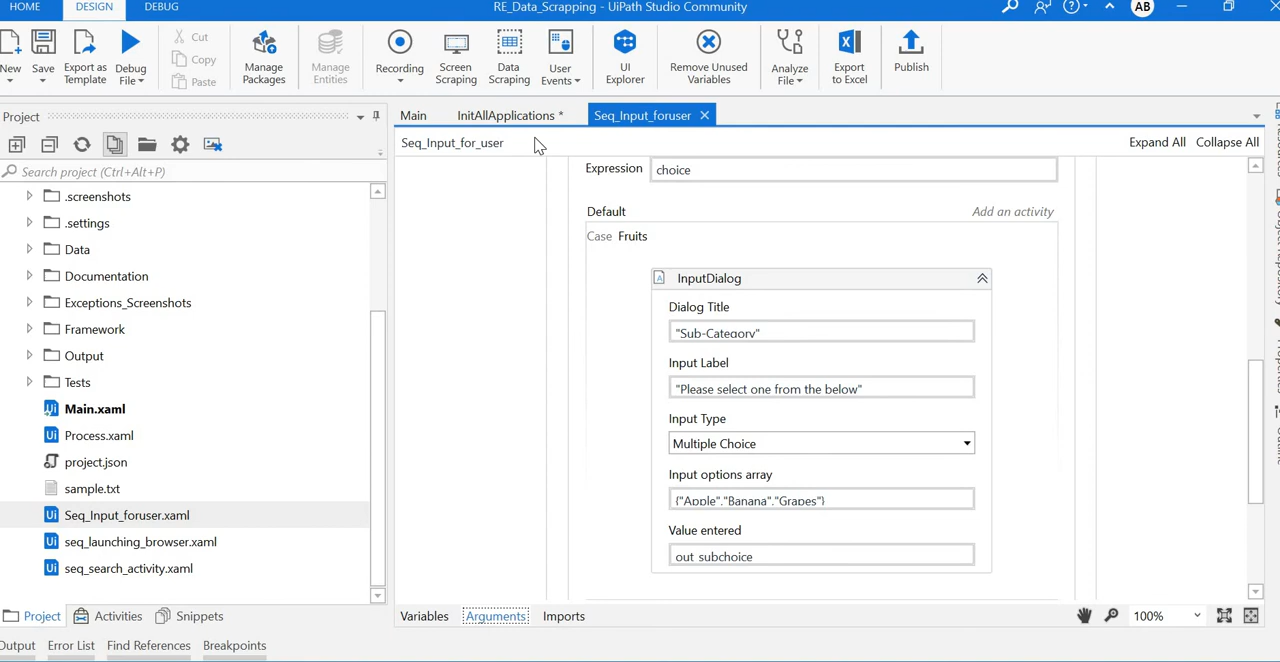 HOME DESIGN DEBUG RE_Data_Scrapping - UiPath Studio Community AB
New Save Export as Template Debug File Cut Copy Paste Manage Packages Manage Entities Recording Screen Scraping Data Scraping User Events UI Explorer Remove Unused Variables Analyze File Export to Excel Publish
Project
Main InitAllApplications * Seq_Input_foruser
Seq_Input_for_user Expand All Collapse All
Search project (Ctrl+Alt+P)
.screenshots
.settings
Data
Documentation
Exceptions_Screenshots
Framework
Output
Tests
Main.xaml
Process.xaml
project.json
sample.txt
Seq_Input_foruser.xaml
seq_launching_browser.xaml
seq_search_activity.xaml
Expression choice
Default Add an activity
Case Fruits
InputDialog
Dialog Title
"Sub-Category"
Input Label
"Please select one from the below"
Input Type
Multiple Choice
Input options array
{"Apple","Banana","Grapes"}
Value entered
out_subchoice
Project Activities Snippets
Variables Arguments Imports 100%
Output Error List Find References Breakpoints